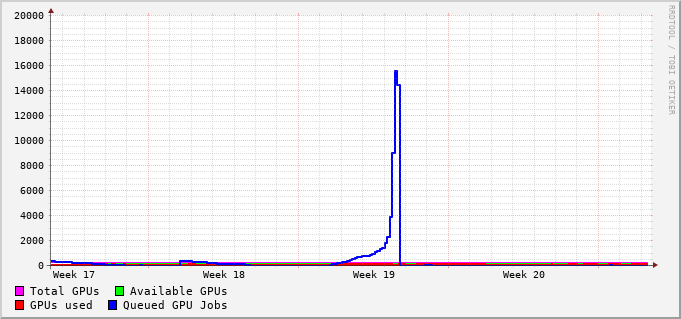 20000
18000
16000
14000
12000
10000
8000
6000
4000
2000
0
Week 17 Week 18 Week 19 Week 20
Total GPUs Available GPUs
GPUs used Queued GPU Jobs
RRDTOOL / TOBI OETIKER